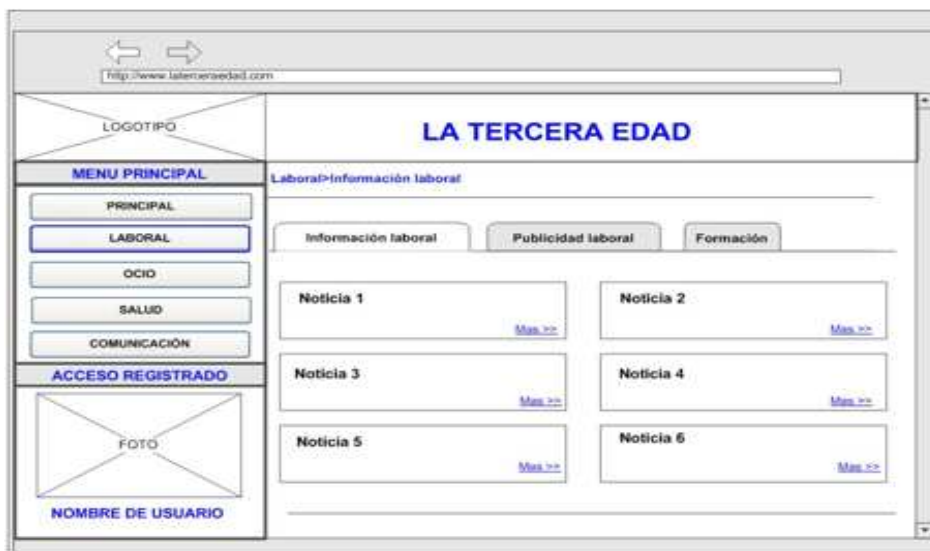 http://www.laterceraedad.com
LOGOTIPO
LA TERCERA EDAD
MENU PRINCIPAL
PRINCIPAL
LABORAL
OCIO
SALUD
COMUNICACIÓN
ACCESO REGISTRADO
FOTO
NOMBRE DE USUARIO
Laboral>Información laboral
Información laboral
Publicidad laboral
Formación
Noticia 1
Mas >>
Noticia 2
Mas >>
Noticia 3
Mas >>
Noticia 4
Mas >>
Noticia 5
Mas >>
Noticia 6
Mas >>